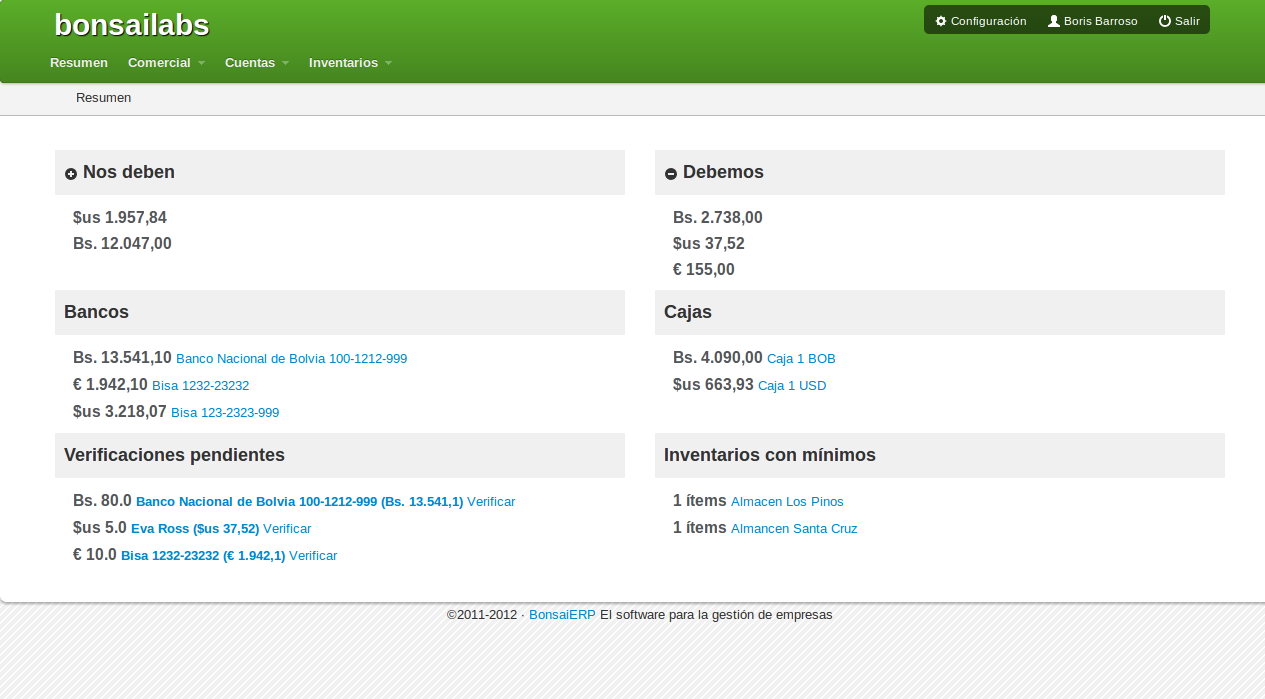 bonsailabs
Configuración Boris Barroso Salir
Resumen Comercial Cuentas Inventarios
Resumen
Nos deben
$us 1.957,84
Bs. 12.047,00
Debemos
Bs. 2.738,00
$us 37,52
€ 155,00
Bancos
Bs. 13.541,10 Banco Nacional de Bolvia 100-1212-999
€ 1.942,10 Bisa 1232-23232
$us 3.218,07 Bisa 123-2323-999
Cajas
Bs. 4.090,00 Caja 1 BOB
$us 663,93 Caja 1 USD
Verificaciones pendientes
Bs. 80.0 Banco Nacional de Bolvia 100-1212-999 (Bs. 13.541,1) Verificar
$us 5.0 Eva Ross ($us 37,52) Verificar
€ 10.0 Bisa 1232-23232 (€ 1.942,1) Verificar
Inventarios con mínimos
1 ítems Almacen Los Pinos
1 ítems Almancen Santa Cruz
©2011-2012 · BonsaiERP El software para la gestión de empresas